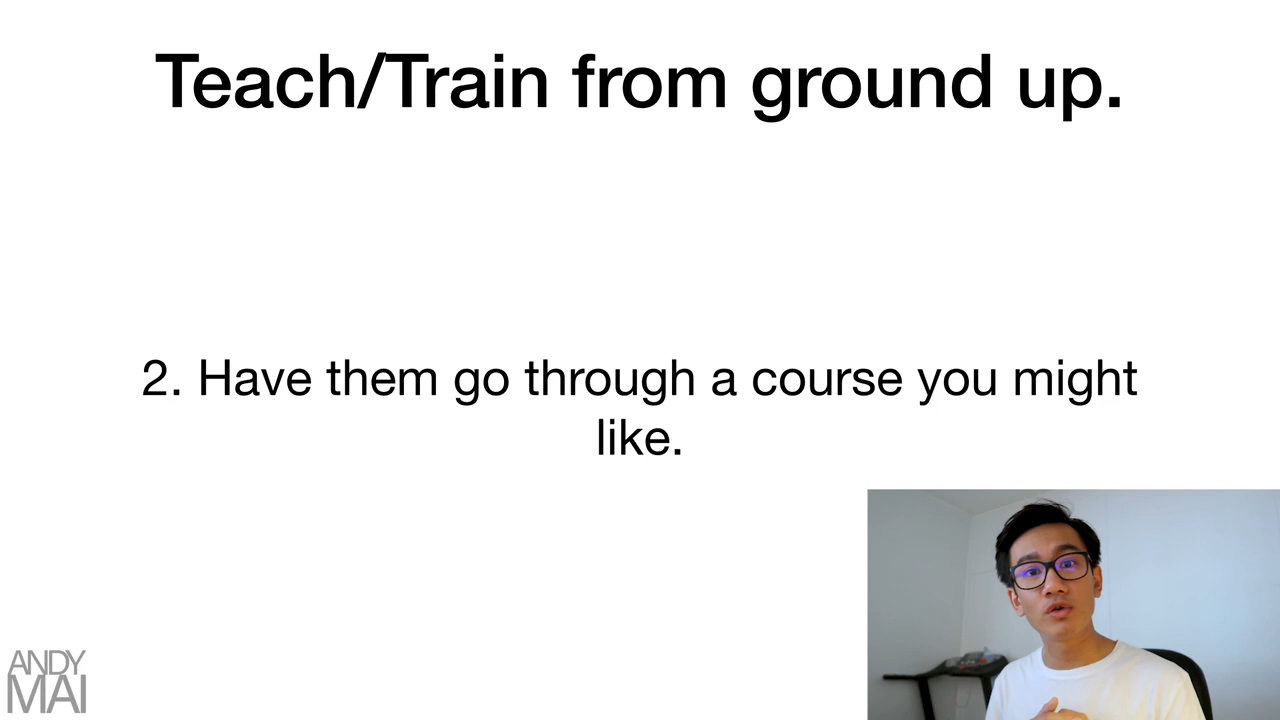 Teach/Train from ground up.
2. Have them go through a course you might
like.
ANDY
MAI